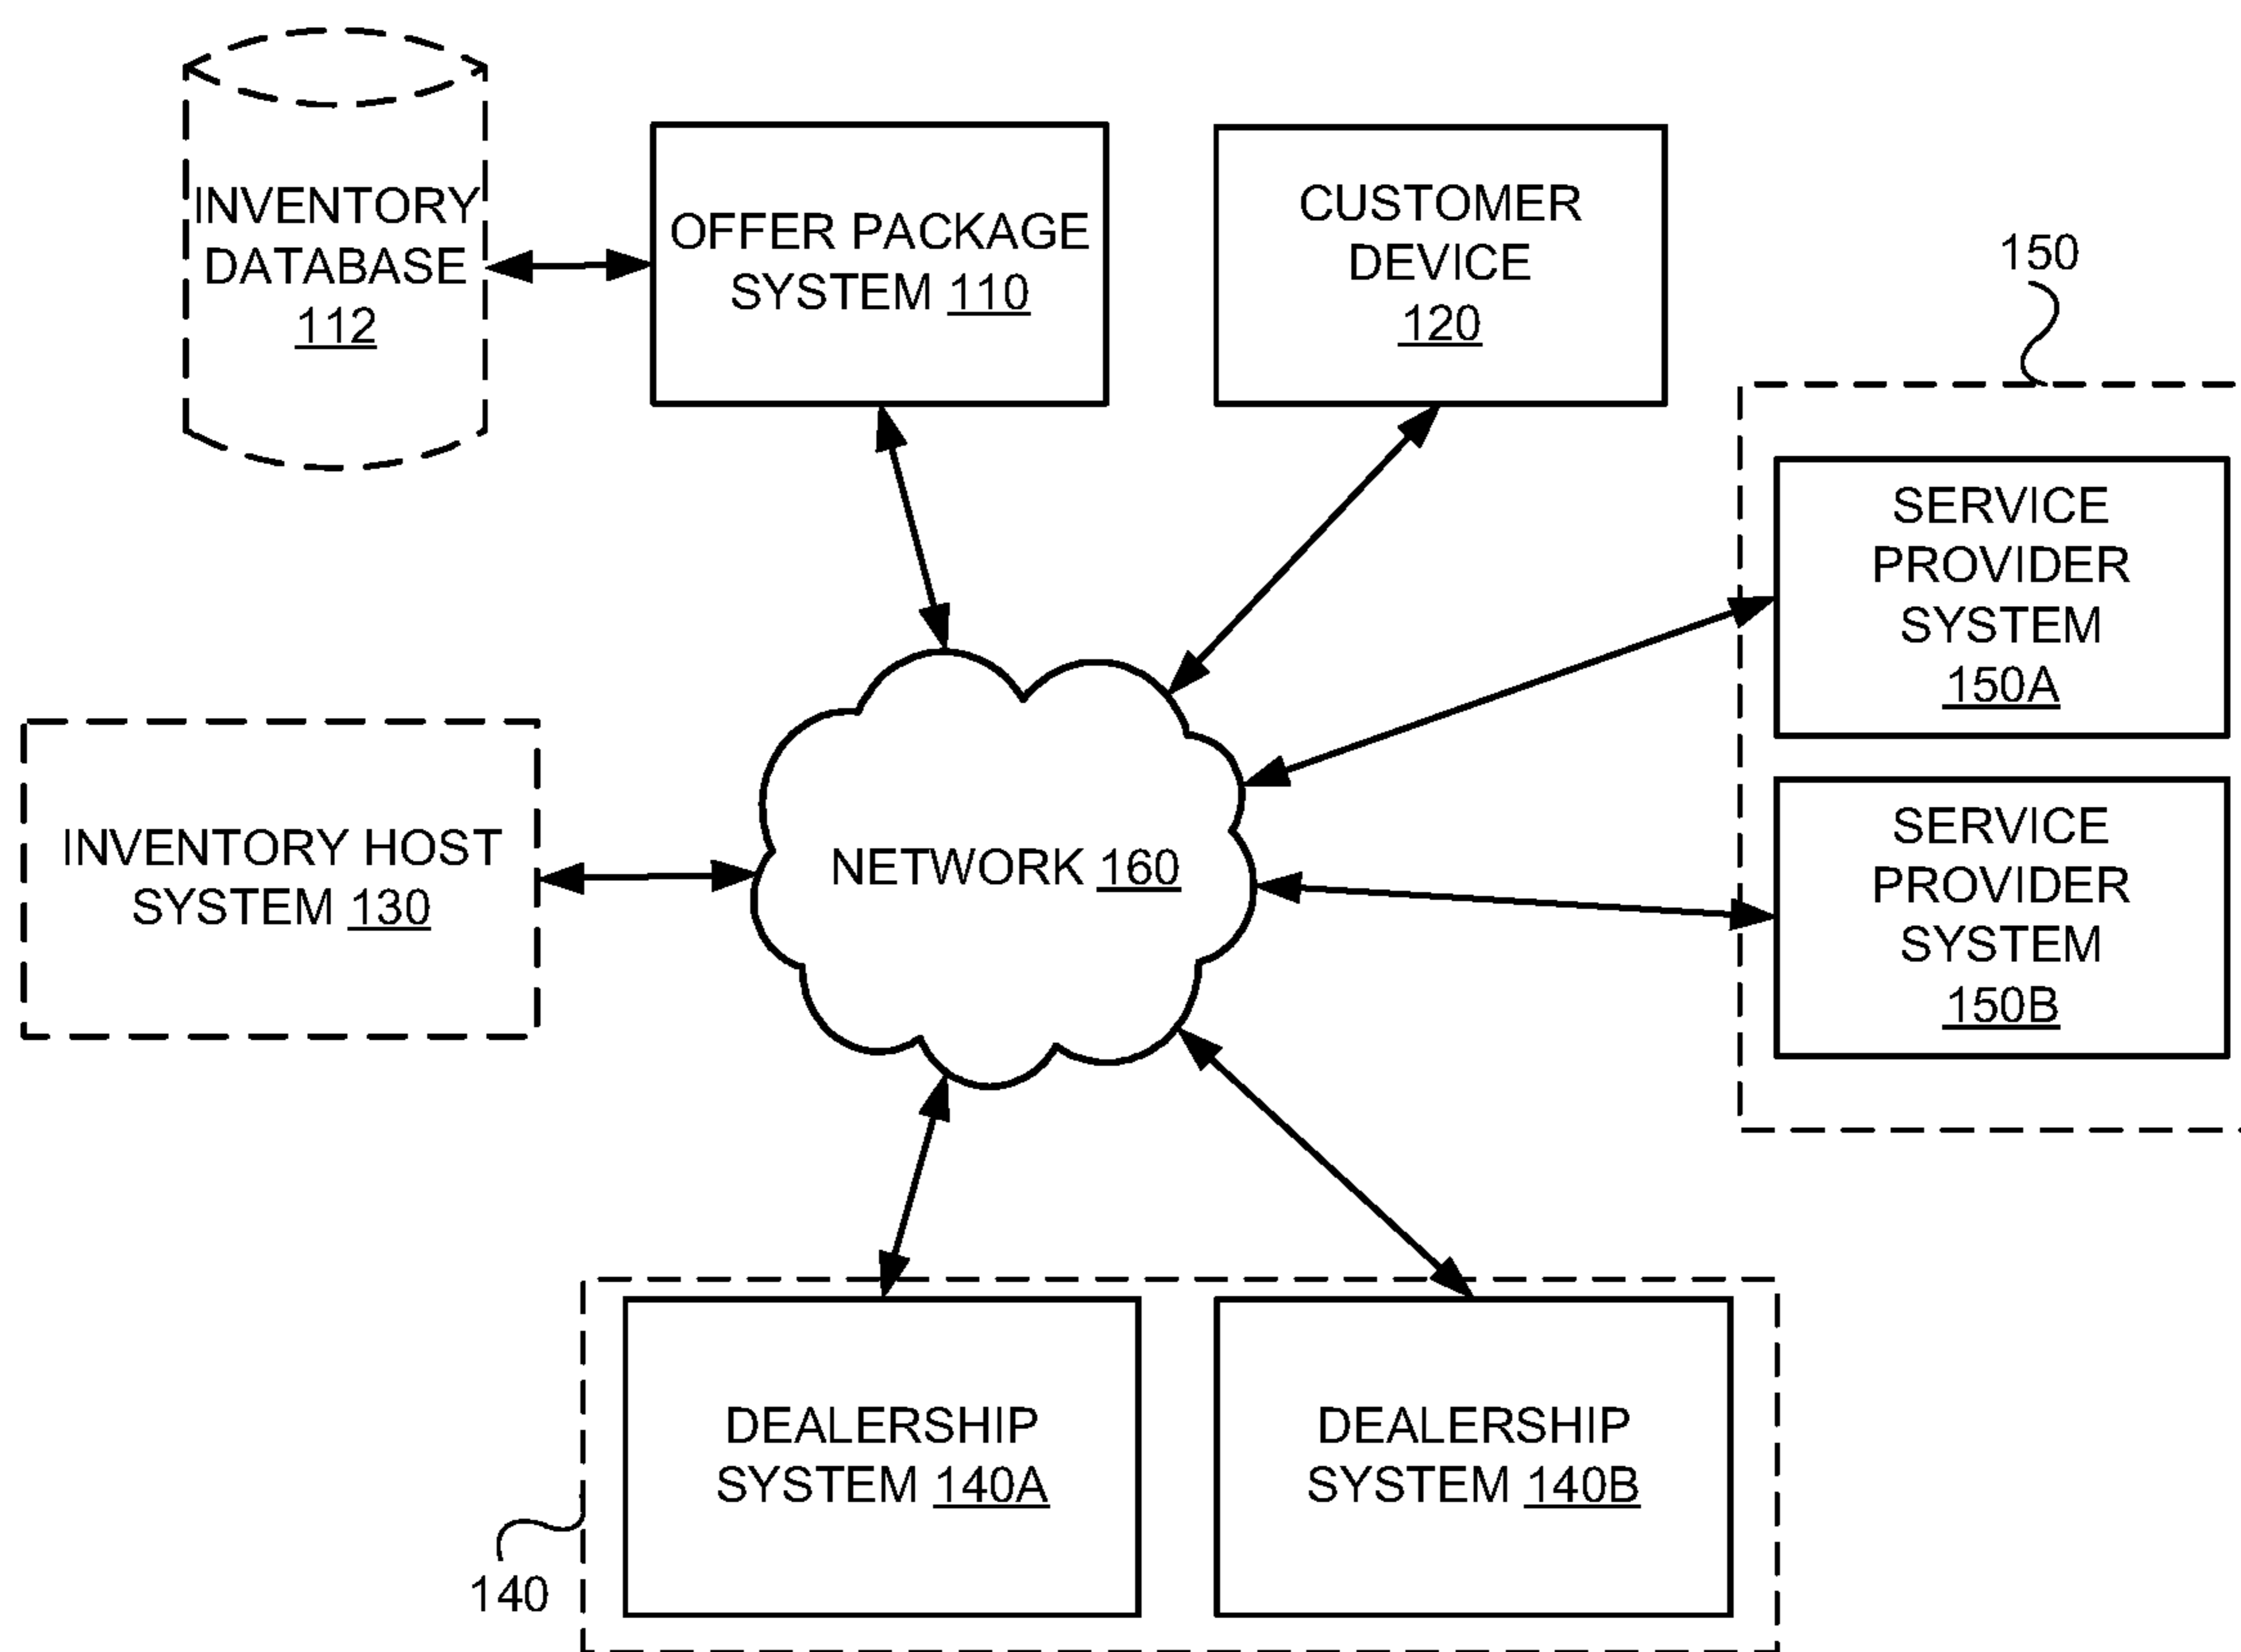 INVENTORY
DATABASE
112
OFFER PACKAGE
SYSTEM 110
CUSTOMER
DEVICE
120
150
SERVICE
PROVIDER
SYSTEM
150A
INVENTORY HOST
SYSTEM 130
NETWORK 160
SERVICE
PROVIDER
SYSTEM
150B
DEALERSHIP
SYSTEM 140A
DEALERSHIP
SYSTEM 140B
140